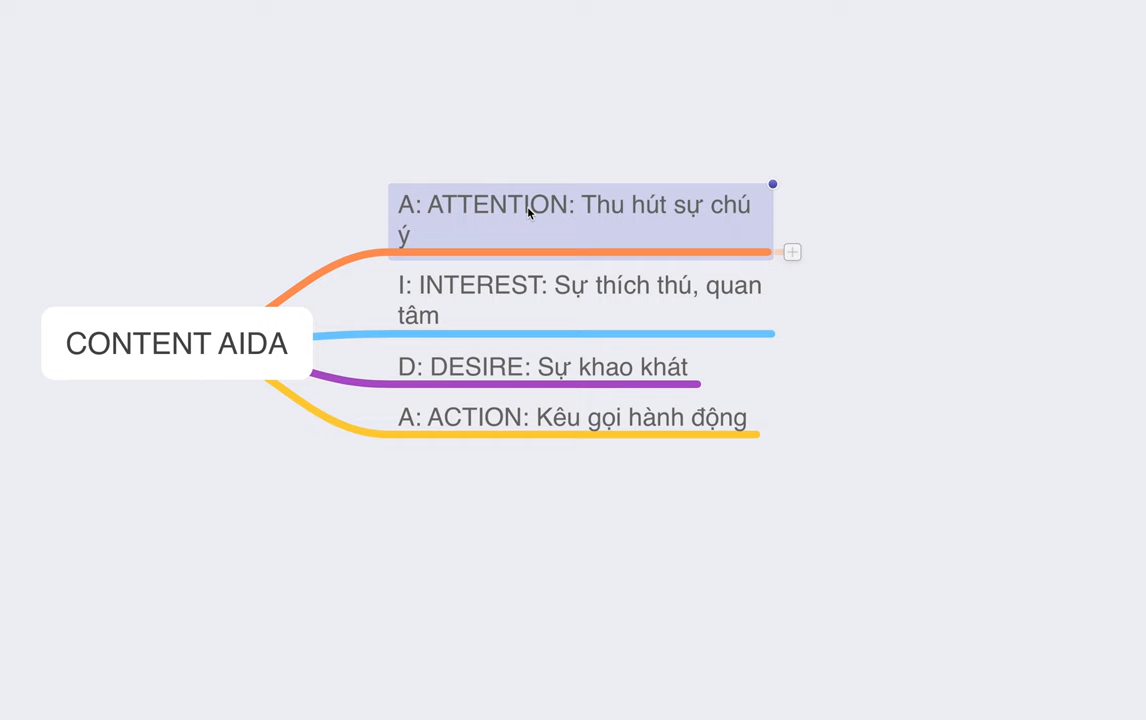 A: ATTENTION: Thu hút sự chú
ý
I: INTEREST: Sự thích thú, quan
tâm
CONTENT AIDA
D: DESIRE: Sự khao khát
A: ACTION: Kêu gọi hành động